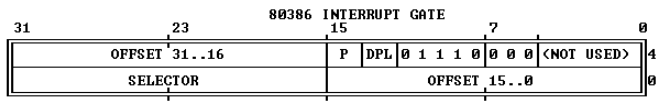 80386 INTERRUPT GATE
31 23 15 7 0
OFFSET 31..16 P DPL 0 1 1 1 0 0 0 0 (NOT USED) 4
SELECTOR OFFSET 15..0 0